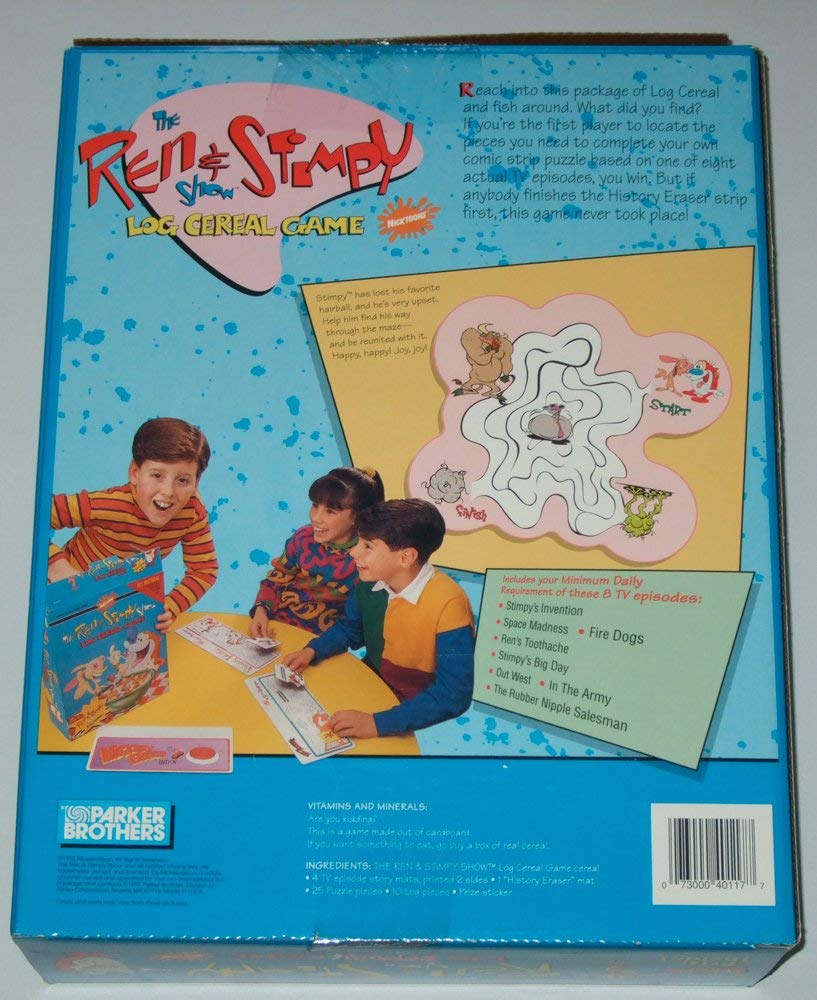 The
Ren & Stimpy
Show
LOG CEREAL GAME
NICKTOONS
Reach into this package of Log Cereal
and fish around. What did you find?
If you're the first player to locate the
pieces you need to complete your own
comic strip puzzle based on one of eight
actual TV episodes, you win. But if
anybody finishes the History Eraser strip
first, this game never took place!
Stimpy™ has lost his favorite
hairball, and he's very upset.
Help him find his way
through the maze—
and be reunited with it.
Happy, happy! Joy, joy!
START
FINISH
Includes your Minimum Daily
Requirement of these 8 TV episodes:
• Stimpy's Invention
• Space Madness • Fire Dogs
• Ren's Toothache
• Stimpy's Big Day
• Out West • In The Army
• The Rubber Nipple Salesman
The Ren & Stimpy Show
LOG CEREAL GAME
PARKER
BROTHERS
VITAMINS AND MINERALS:
Are you kidding?
This is a game made out of cardboard.
If you want something to eat, go buy a box of real cereal.
INGREDIENTS: THE REN & STIMPY SHOW™ Log Cereal Game cereal
• 4 TV episode story mats, printed 2 sides • 1 "History Eraser" mat
• 25 Puzzle pieces • 10 Log pieces • Prize sticker
0 73000 40117 7